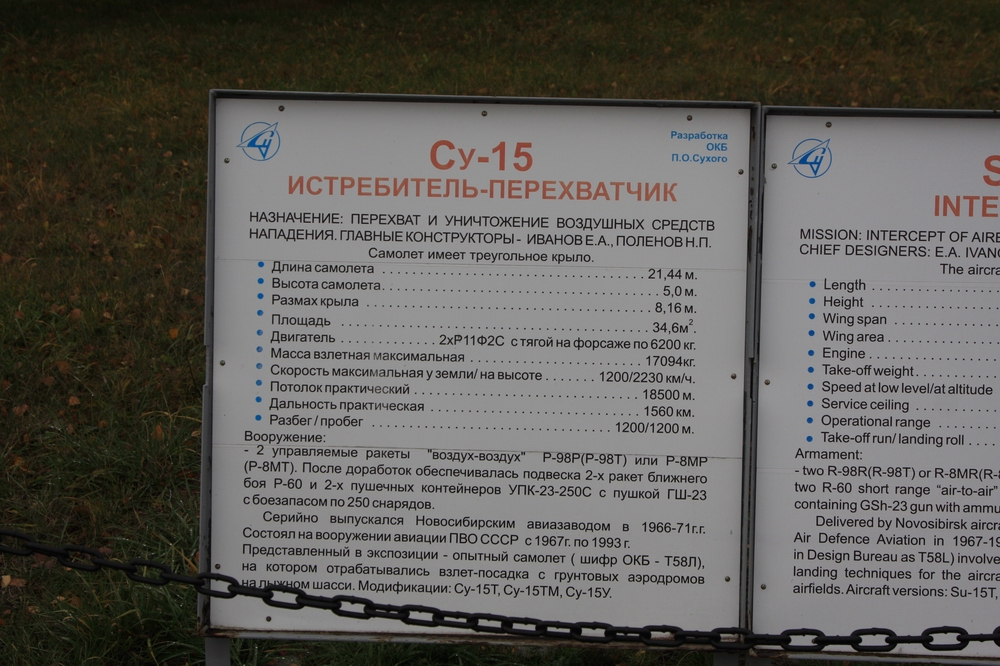 Разработка
ОКБ
П.О.Сухого
Су-15
ИСТРЕБИТЕЛЬ-ПЕРЕХВАТЧИК
НАЗНАЧЕНИЕ: ПЕРЕХВАТ И УНИЧТОЖЕНИЕ ВОЗДУШНЫХ СРЕДСТВ
НАПАДЕНИЯ. ГЛАВНЫЕ КОНСТРУКТОРЫ - ИВАНОВ Е.А., ПОЛЕНОВ Н.П.
Самолет имеет треугольное крыло.
Длина самолета 21,44 м.
Высота самолета 5,0 м.
Размах крыла 8,16 м.
Площадь 34,6м².
Двигатель 2хР11Ф2С с тягой на форсаже по 6200 кг.
Масса взлетная максимальная 17094кг.
Скорость максимальная у земли/ на высоте 1200/2230 км/ч.
Потолок практический 18500 м.
Дальность практическая 1560 км.
Разбег / пробег 1200/1200 м.
Вооружение:
- 2 управляемые ракеты "воздух-воздух" Р-98Р(Р-98Т) или Р-8МР
(Р-8МТ). После доработок обеспечивалась подвеска 2-х ракет ближнего
боя Р-60 и 2-х пушечных контейнеров УПК-23-250С с пушкой ГШ-23
с боезапасом по 250 снарядов.
Серийно выпускался Новосибирским авиазаводом в 1966-71г.г.
Состоял на вооружении авиации ПВО СССР с 1967г. по 1993 г.
Представленный в экспозиции - опытный самолет ( шифр ОКБ - Т58Л),
на котором отрабатывались взлет-посадка с грунтовых аэродромов
на лыжном шасси. Модификации: Су-15Т, Су-15ТМ, Су-15У.
S
INTE
MISSION: INTERCEPT OF AIRB
CHIEF DESIGNERS: E.A. IVANO
The aircra
Length
Height
Wing span
Wing area
Engine
Take-off weight
Speed at low level/at altitude
Service ceiling
Operational range
Take-off run/ landing roll
Armament:
- two R-98R(R-98T) or R-8MR(R-8
two R-60 short range "air-to-air"
containing GSh-23 gun with ammu
Delivered by Novosibirsk aircra
Air Defence Aviation in 1967-19
in Design Bureau as T58L) involve
landing techniques for the aircra
airfields. Aircraft versions: Su-15T,